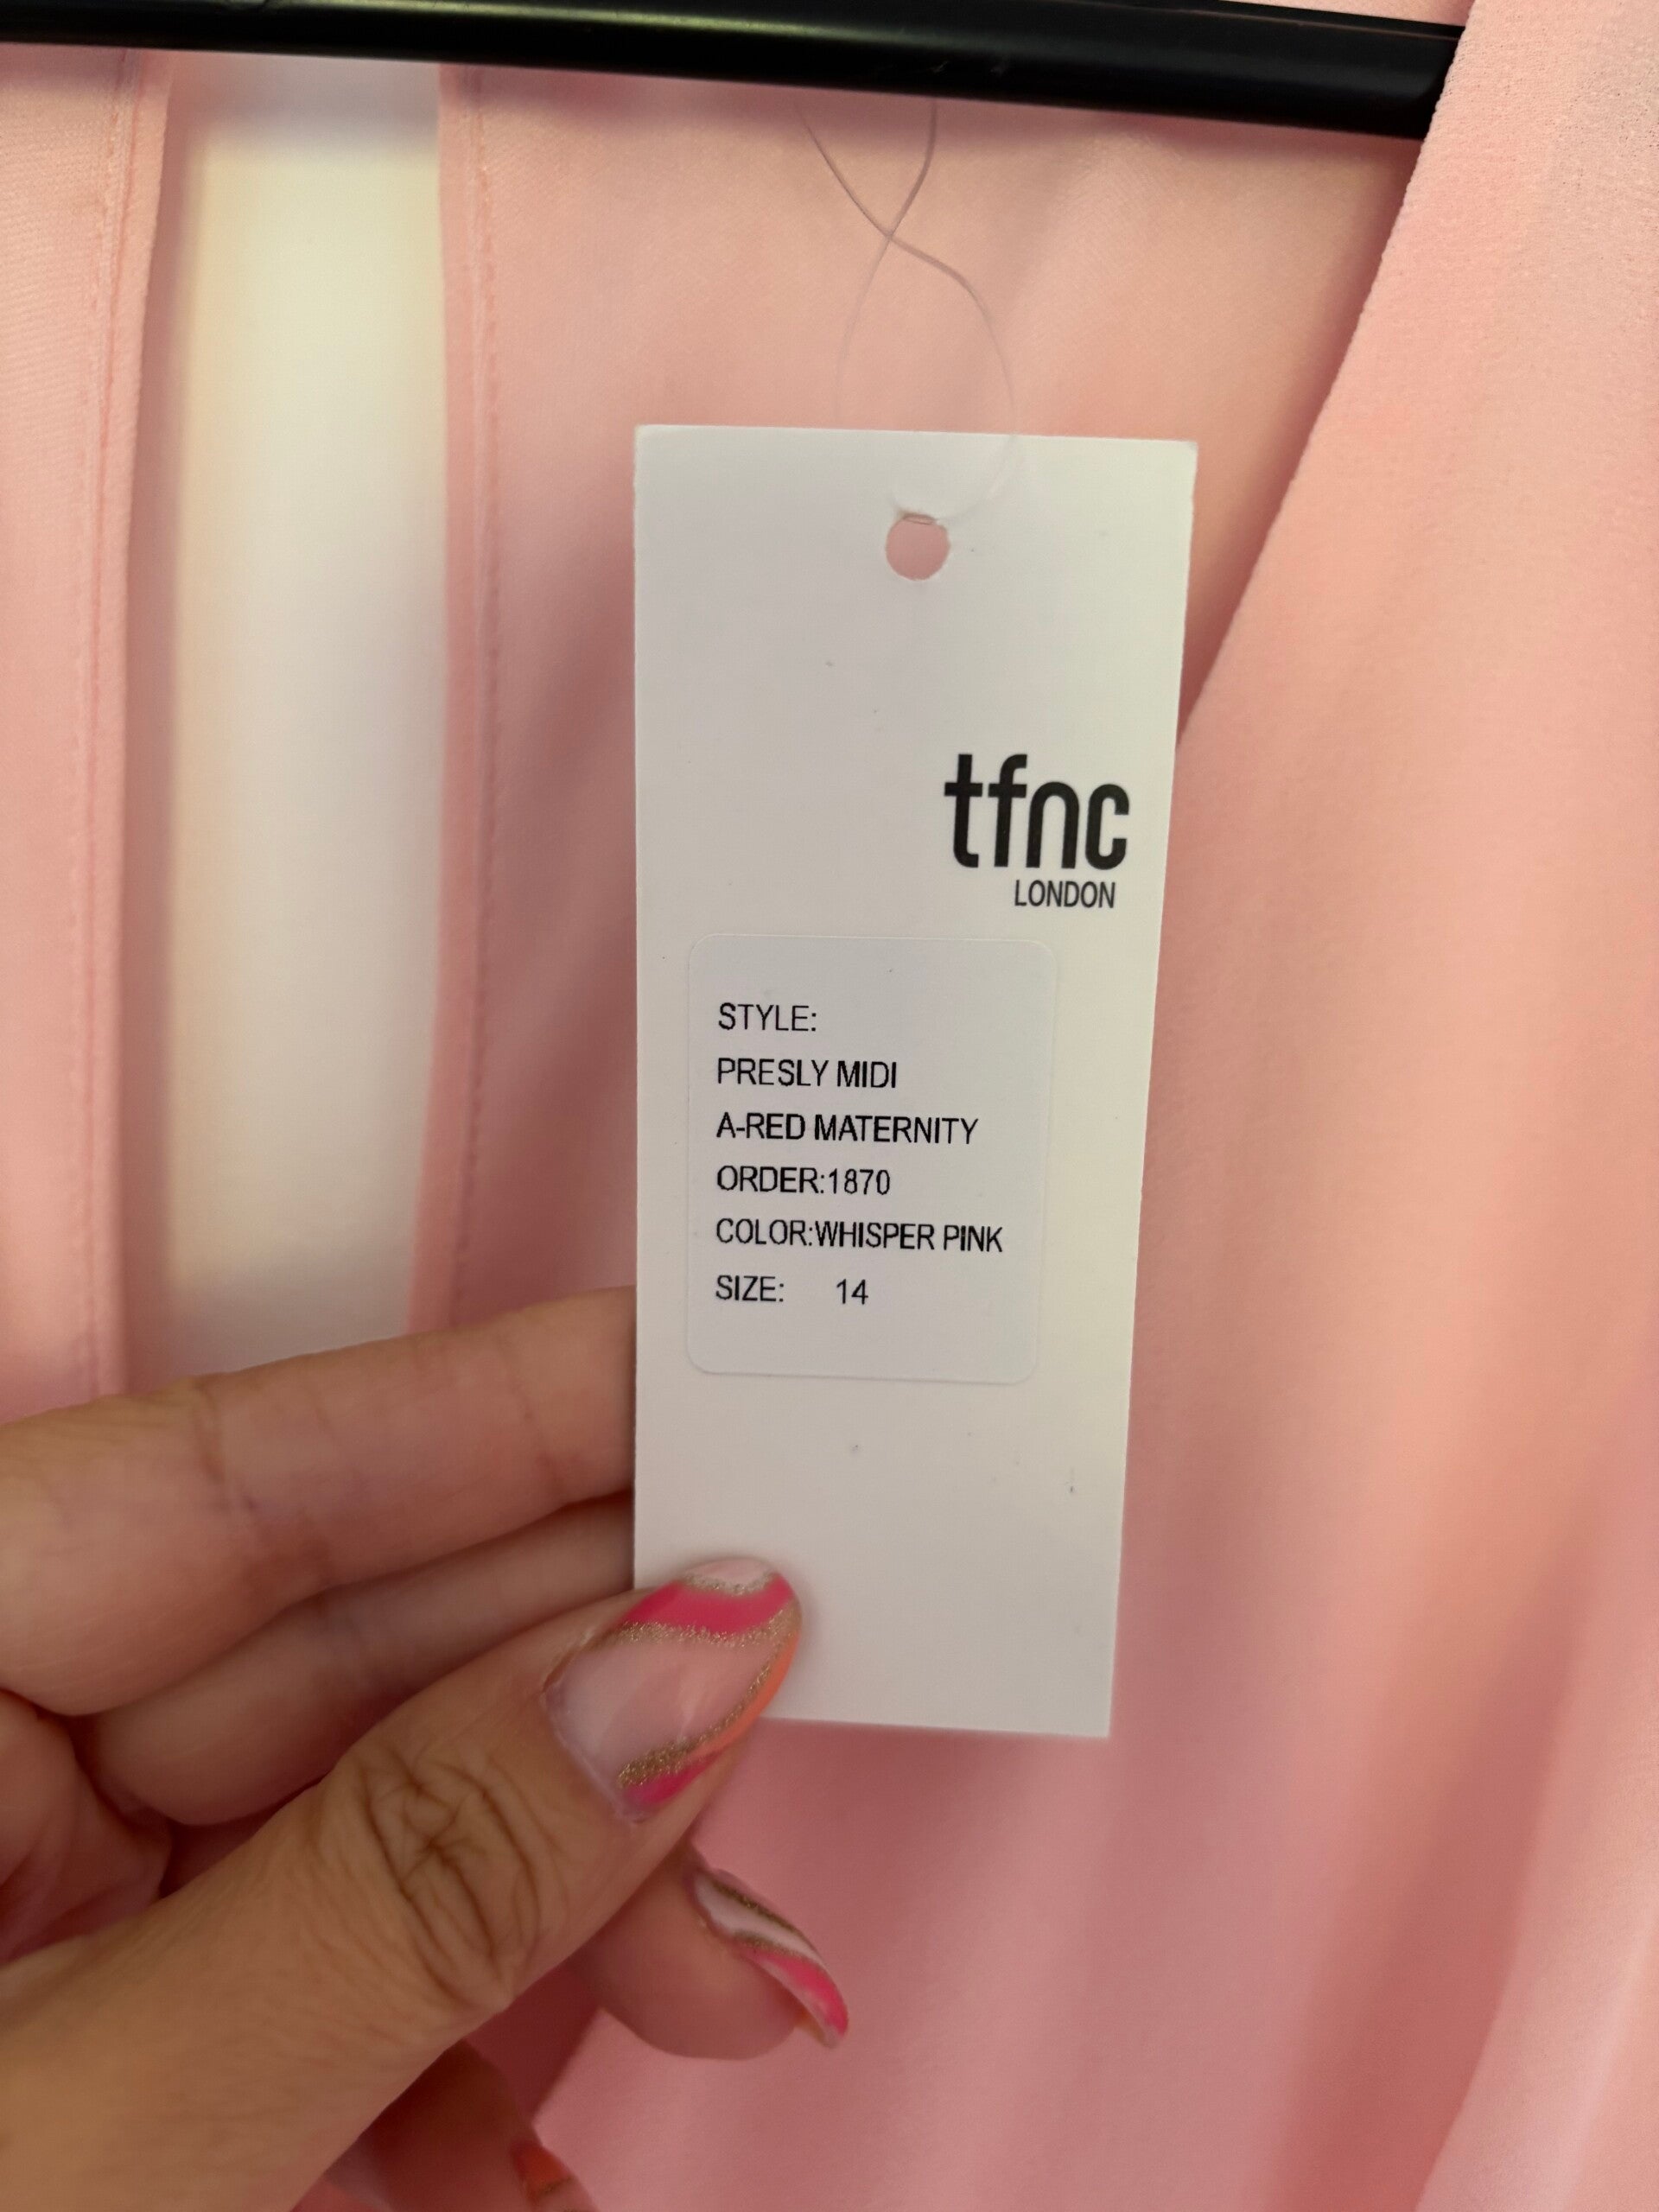 tfnc
LONDON
STYLE:
PRESLY MIDI
A-RED MATERNITY
ORDER:1870
COLOR:WHISPER PINK
SIZE: 14